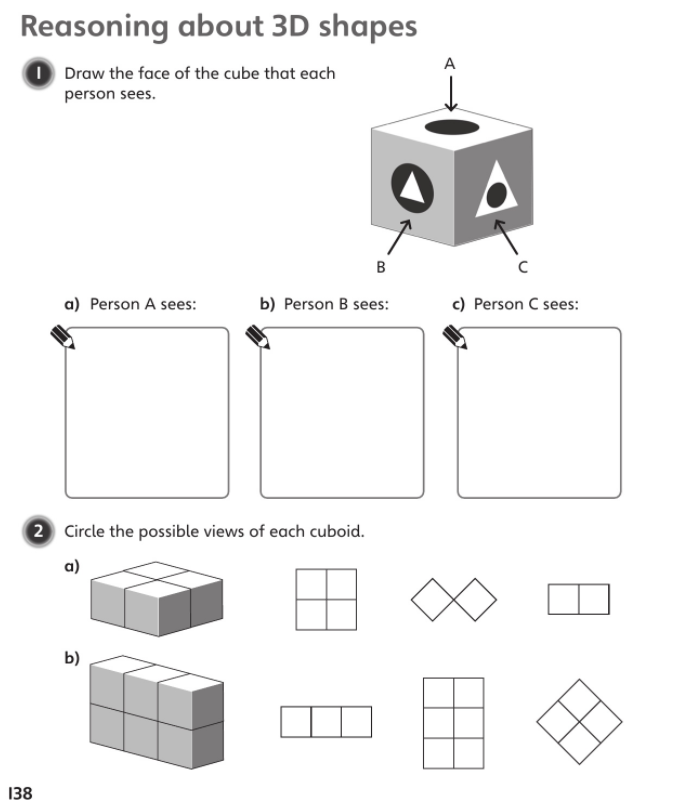 Reasoning about 3D shapes
1 Draw the face of the cube that each
person sees.
A
B
C
a) Person A sees:
b) Person B sees:
c) Person C sees:
2 Circle the possible views of each cuboid.
a)
b)
138